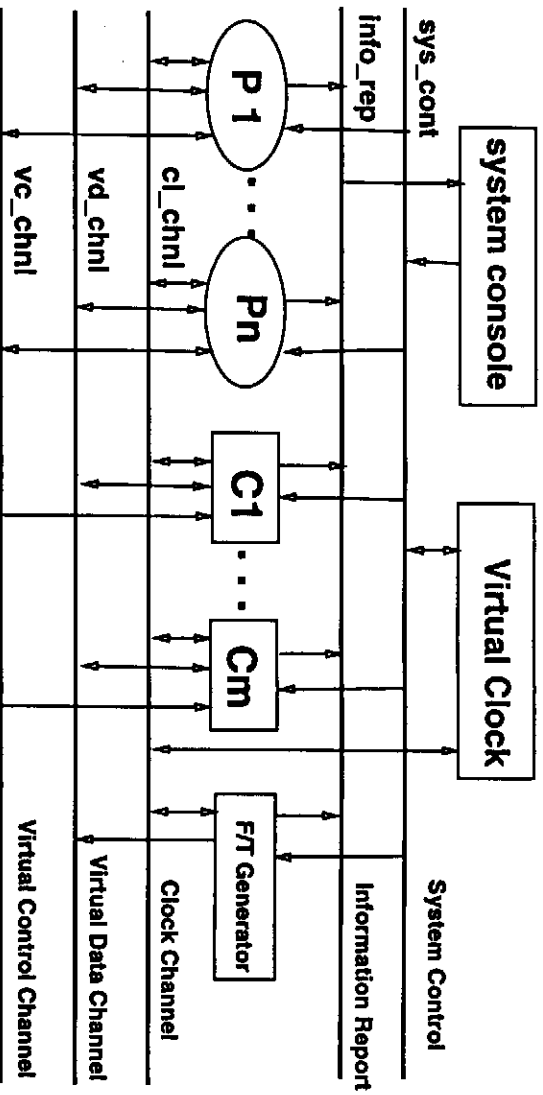 system console
Virtual Clock
sys_cont
System Control
info_rep
Information Report
P 1
. . .
Pn
C1
. . .
Cm
F/T Generator
cl_chnl
Clock Channel
vd_chnl
Virtual Data Channel
vc_chnl
Virtual Control Channel